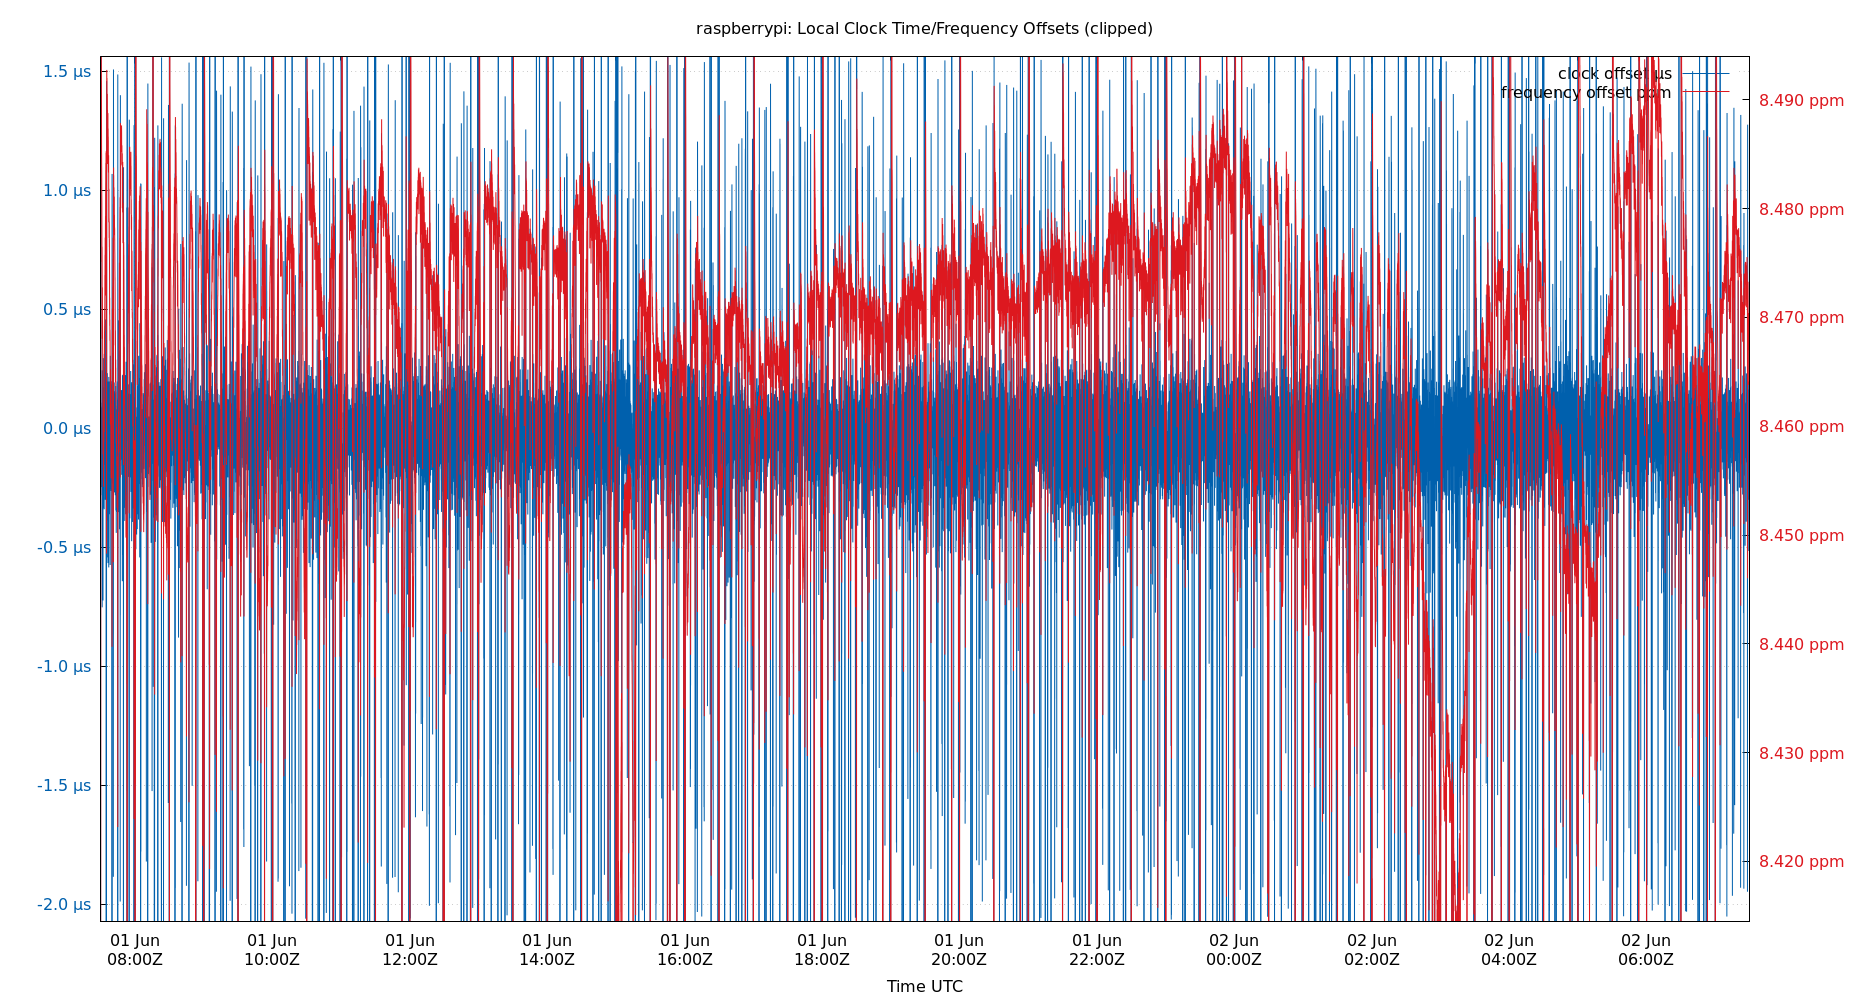 raspberrypi: Local Clock Time/Frequency Offsets (clipped)
clock offset µs
frequency offset ppm
1.5 µs
1.0 µs
0.5 µs
0.0 µs
-0.5 µs
-1.0 µs
-1.5 µs
-2.0 µs
8.490 ppm
8.480 ppm
8.470 ppm
8.460 ppm
8.450 ppm
8.440 ppm
8.430 ppm
8.420 ppm
01 Jun 01 Jun 01 Jun 01 Jun 01 Jun 01 Jun 01 Jun 01 Jun 02 Jun 02 Jun 02 Jun 02 Jun
08:00Z 10:00Z 12:00Z 14:00Z 16:00Z 18:00Z 20:00Z 22:00Z 00:00Z 02:00Z 04:00Z 06:00Z
Time UTC